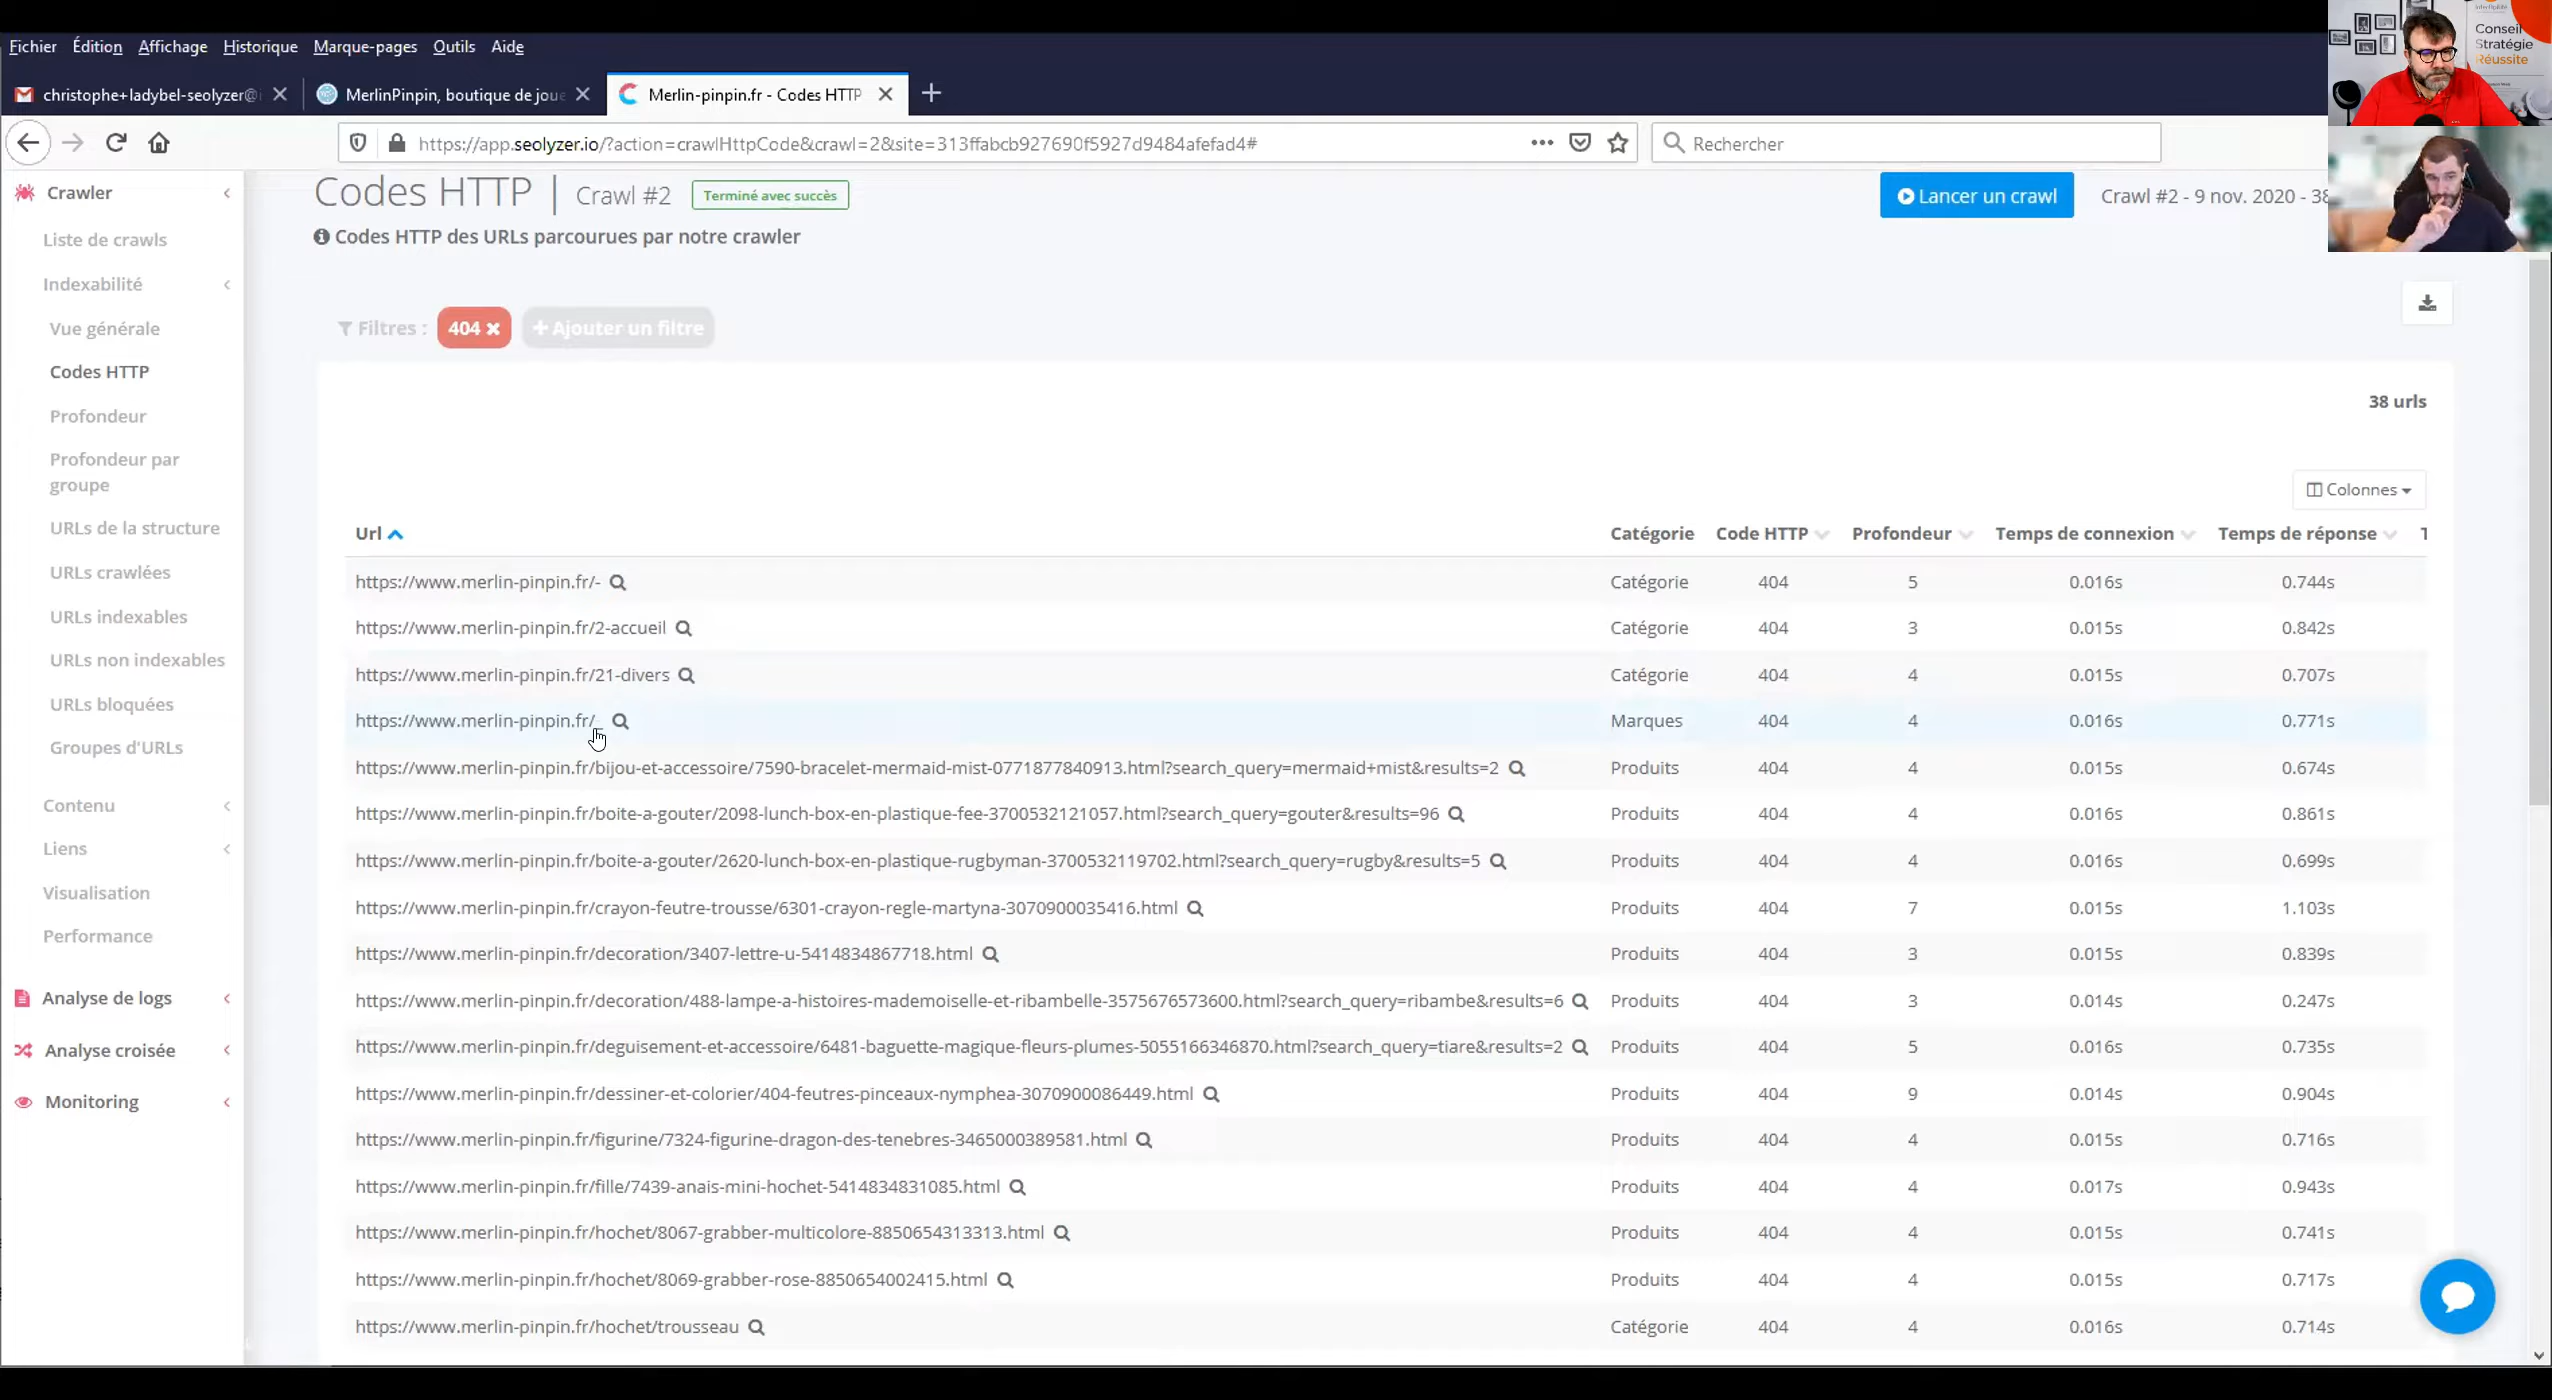 Fichier Édition Affichage Historique Marque-pages Outils Aide
christophe+ladybel-seolyzer@ MerlinPinpin, boutique de joue Merlin-pinpin.fr - Codes HTTP
https://app.seolyzer.io/?action=crawlHttpCode&crawl=2&site=313ffabcb927690f5927d9484afefad4# Rechercher
Conseil
Stratégie
Réussite
Crawler
Liste de crawls
Indexabilité
Vue générale
Codes HTTP
Profondeur
Profondeur par
groupe
URLs de la structure
URLs crawlées
URLs indexables
URLs non indexables
URLs bloquées
Groupes d'URLs
Contenu
Liens
Visualisation
Performance
Analyse de logs
Analyse croisée
Monitoring
Codes HTTP | Crawl #2 Terminé avec succès Lancer un crawl Crawl #2 - 9 nov. 2020 - 38
Codes HTTP des URLs parcourues par notre crawler
Filtres : 404 Ajouter un filtre
38 urls
Colonnes
Url Catégorie Code HTTP Profondeur Temps de connexion Temps de réponse
https://www.merlin-pinpin.fr/- Catégorie 404 5 0.016s 0.744s
https://www.merlin-pinpin.fr/2-accueil Catégorie 404 3 0.015s 0.842s
https://www.merlin-pinpin.fr/21-divers Catégorie 404 4 0.015s 0.707s
https://www.merlin-pinpin.fr/_ Marques 404 4 0.016s 0.771s
https://www.merlin-pinpin.fr/bijou-et-accessoire/7590-bracelet-mermaid-mist-0771877840913.html?search_query=mermaid+mist&results=2 Produits 404 4 0.015s 0.674s
https://www.merlin-pinpin.fr/boite-a-gouter/2098-lunch-box-en-plastique-fee-3700532121057.html?search_query=gouter&results=96 Produits 404 4 0.016s 0.861s
https://www.merlin-pinpin.fr/boite-a-gouter/2620-lunch-box-en-plastique-rugbyman-3700532119702.html?search_query=rugby&results=5 Produits 404 4 0.016s 0.699s
https://www.merlin-pinpin.fr/crayon-feutre-trousse/6301-crayon-regle-martyna-3070900035416.html Produits 404 7 0.015s 1.103s
https://www.merlin-pinpin.fr/decoration/3407-lettre-u-5414834867718.html Produits 404 3 0.015s 0.839s
https://www.merlin-pinpin.fr/decoration/488-lampe-a-histoires-mademoiselle-et-ribambelle-3575676573600.html?search_query=ribambe&results=6 Produits 404 3 0.014s 0.247s
https://www.merlin-pinpin.fr/deguisement-et-accessoire/6481-baguette-magique-fleurs-plumes-5055166346870.html?search_query=tiare&results=2 Produits 404 5 0.016s 0.735s
https://www.merlin-pinpin.fr/dessiner-et-colorier/404-feutres-pinceaux-nymphea-3070900086449.html Produits 404 9 0.014s 0.904s
https://www.merlin-pinpin.fr/figurine/7324-figurine-dragon-des-tenebres-3465000389581.html Produits 404 4 0.015s 0.716s
https://www.merlin-pinpin.fr/fille/7439-anais-mini-hochet-5414834831085.html Produits 404 4 0.017s 0.943s
https://www.merlin-pinpin.fr/hochet/8067-grabber-multicolore-8850654313313.html Produits 404 4 0.015s 0.741s
https://www.merlin-pinpin.fr/hochet/8069-grabber-rose-8850654002415.html Produits 404 4 0.015s 0.717s
https://www.merlin-pinpin.fr/hochet/trousseau Catégorie 404 4 0.016s 0.714s